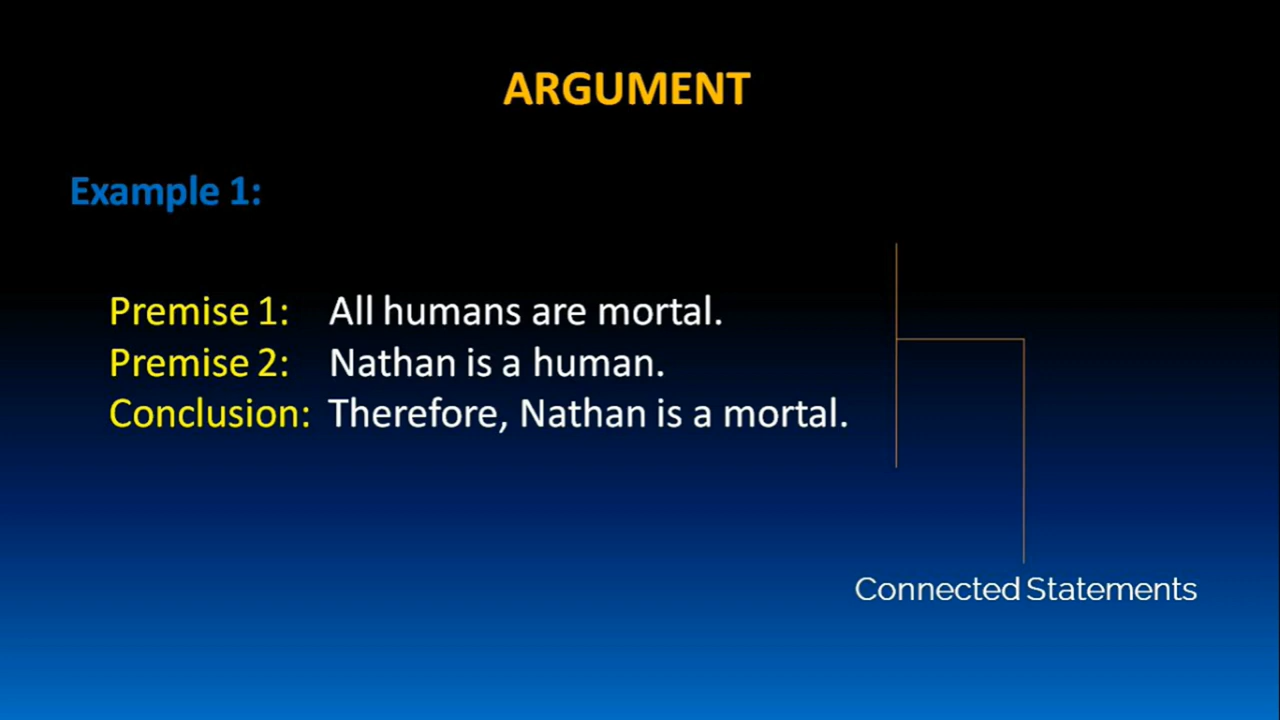 ARGUMENT
Example 1:
Premise 1: All humans are mortal.
Premise 2: Nathan is a human.
Conclusion: Therefore, Nathan is a mortal.
Connected Statements